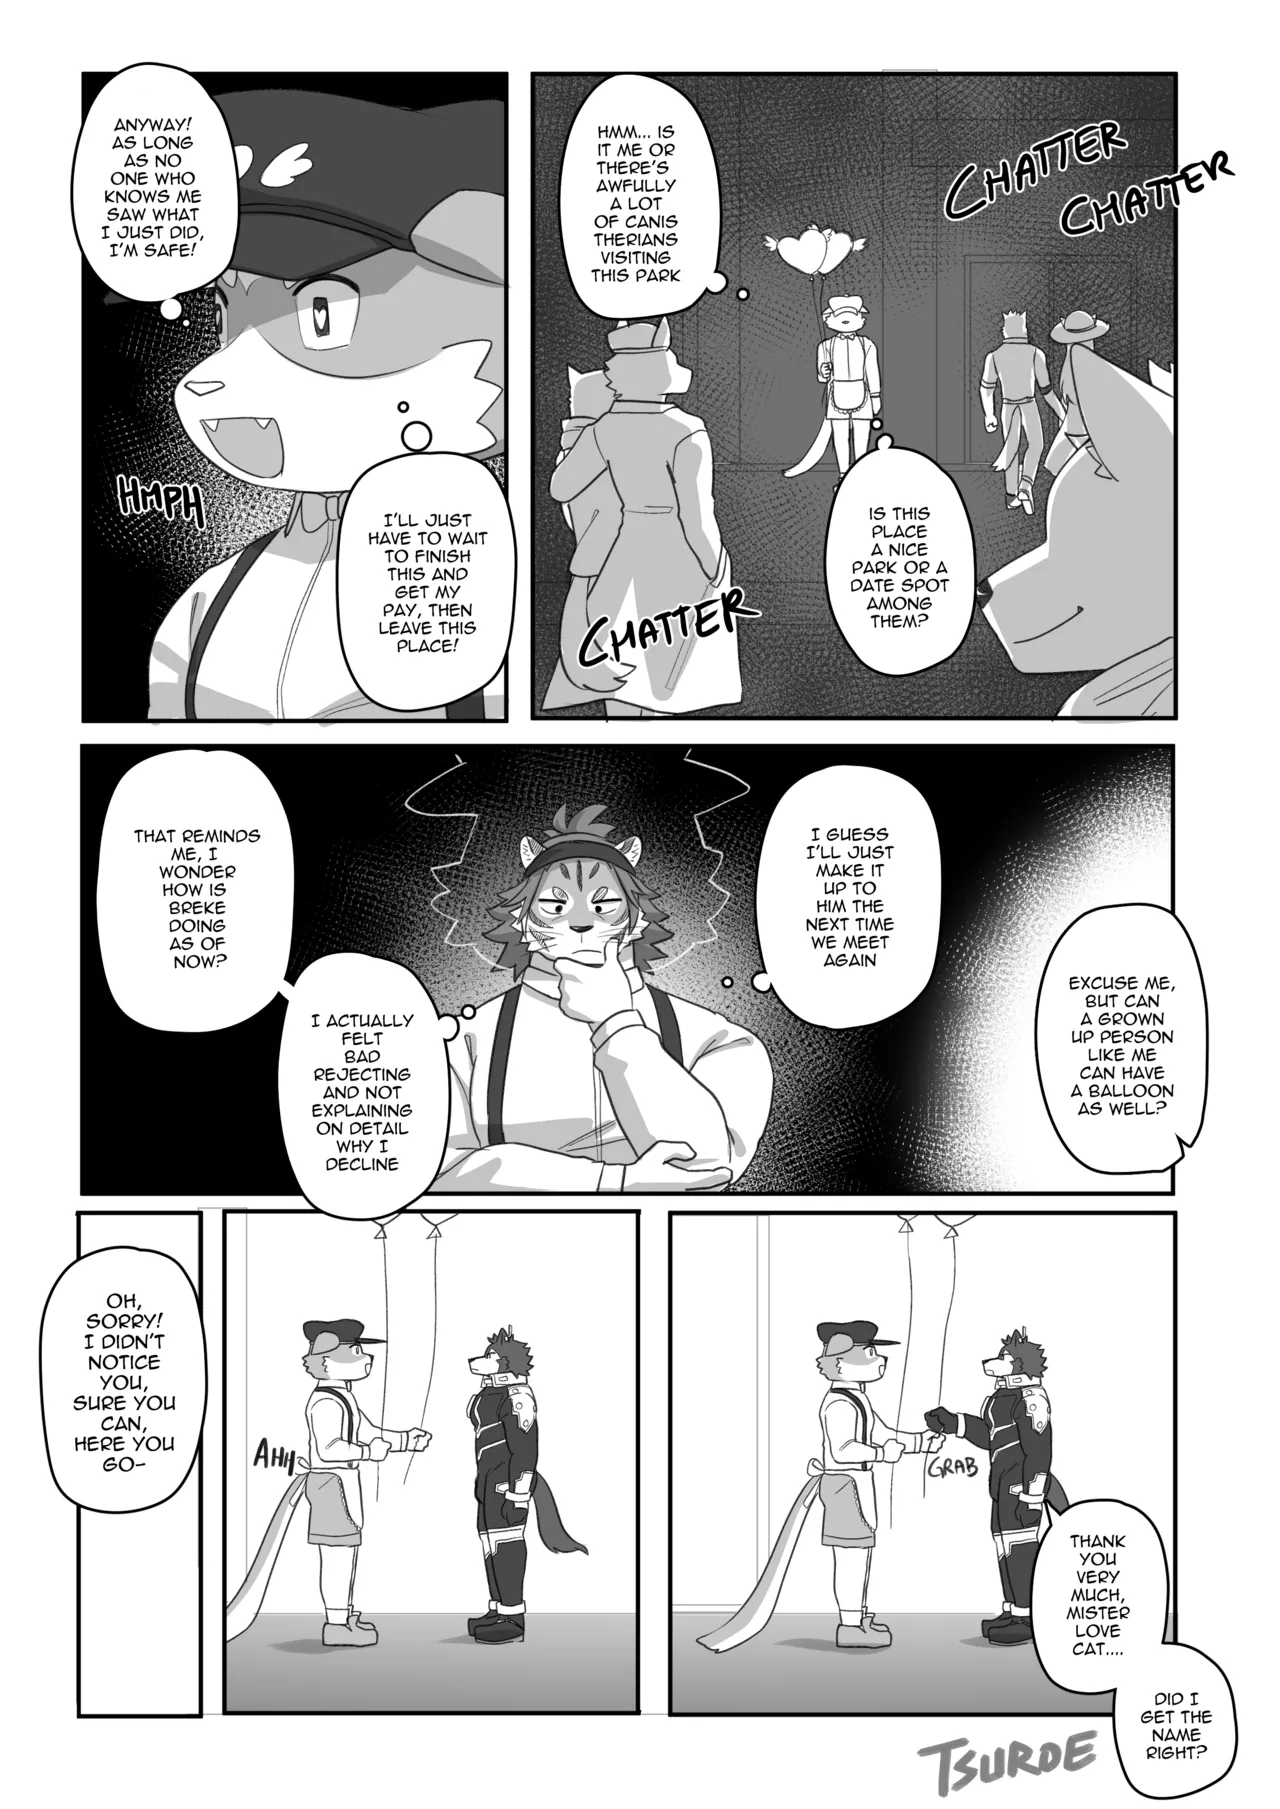 ANYWAY!
AS LONG
AS NO
ONE WHO
KNOWS ME
SAW WHAT
I JUST DID,
I'M SAFE!
HMPH
I'LL JUST
HAVE TO WAIT
TO FINISH
THIS AND
GET MY
PAY, THEN
LEAVE THIS
PLACE!
HMM... IS
IT ME OR
THERE'S
AWFULLY
A LOT
OF CANIS
THERIANS
VISITING
THIS PARK
CHATTER
CHATTER
IS THIS
PLACE
A NICE
PARK OR A
DATE SPOT
AMONG
THEM?
CHATTER
THAT REMINDS
ME, I
WONDER
HOW IS
BREKE
DOING
AS OF
NOW?
I ACTUALLY
FELT
BAD
REJECTING
AND NOT
EXPLAINING
ON DETAIL
WHY I
DECLINE
I GUESS
I'LL JUST
MAKE IT
UP TO
HIM THE
NEXT TIME
WE MEET
AGAIN
EXCUSE ME,
BUT CAN
A GROWN
UP PERSON
LIKE ME
CAN HAVE
A BALLOON
AS WELL?
OH,
SORRY!
I DIDN'T
NOTICE
YOU,
SURE YOU
CAN,
HERE YOU
GO-
AHH
GRAB
THANK
YOU
VERY
MUCH,
MISTER
LOVE
CAT....
DID I
GET THE
NAME
RIGHT?
TSUROE